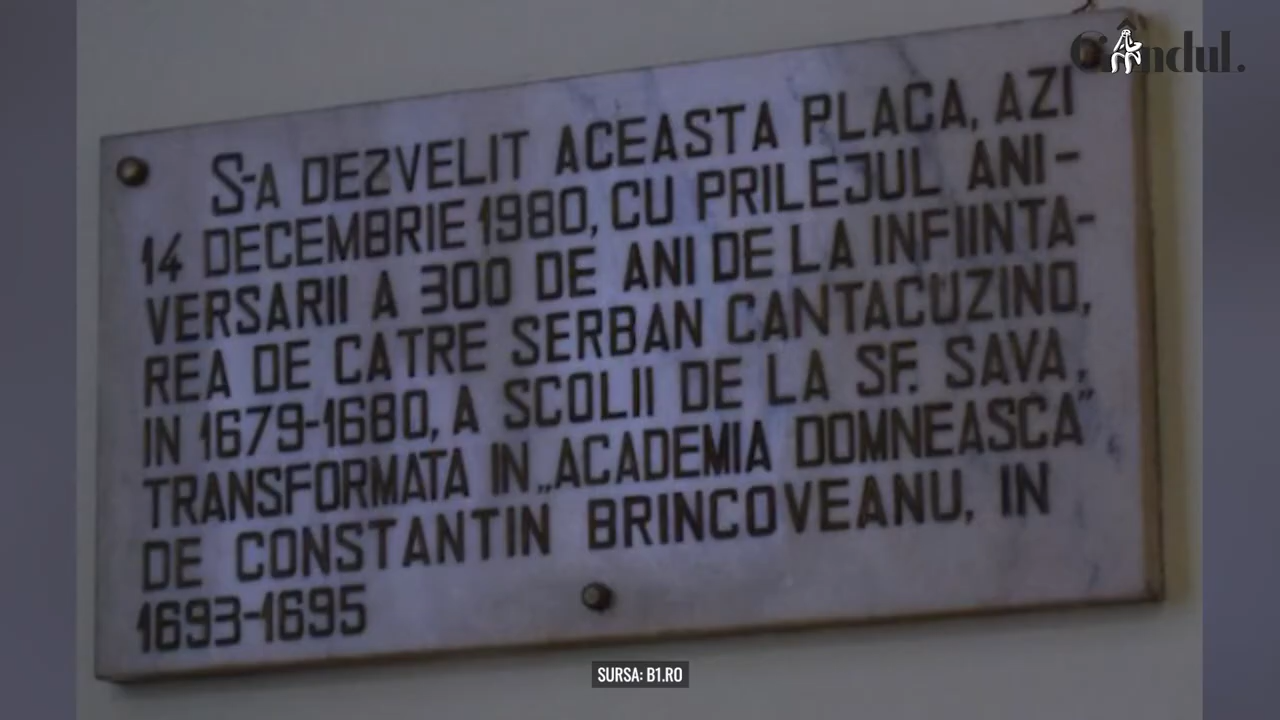 Gândul.
S-A DEZVELIT ACEASTA PLACA, AZI
14 DECEMBRIE 1980, CU PRILEJUL ANI-
VERSARII A 300 DE ANI DE LA INFIINTA-
REA DE CATRE SERBAN CANTACUZINO,
IN 1679-1680, A SCOLII DE LA SF. SAVA,
TRANSFORMATA IN „ACADEMIA DOMNEASCA”
DE CONSTANTIN BRINCOVEANU, IN
1693-1695
SURSA: B1.RO